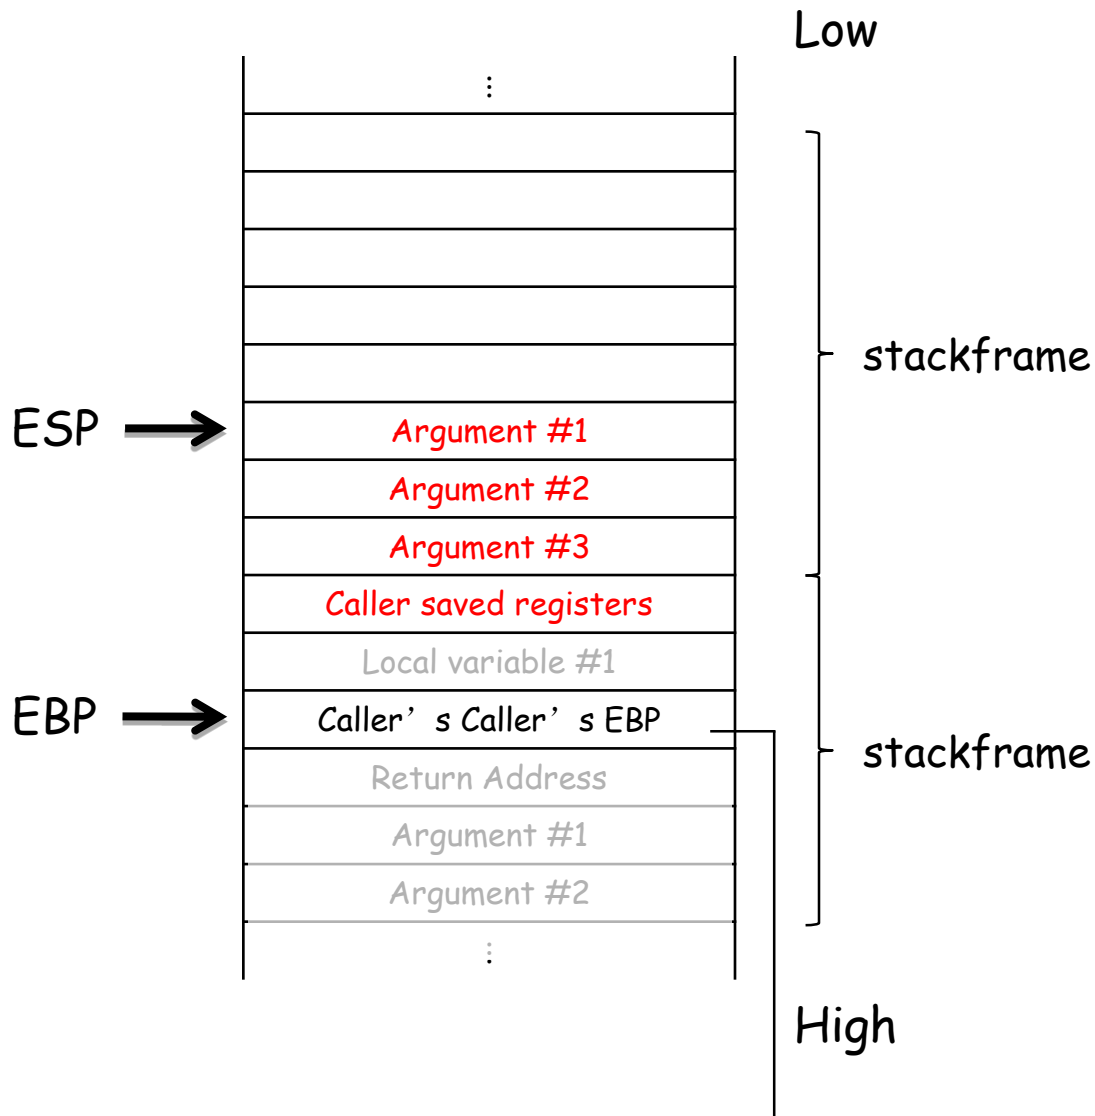 Low
⋮
stackframe
ESP
Argument #1
Argument #2
Argument #3
Caller saved registers
Local variable #1
EBP
Caller’s Caller’s EBP
stackframe
Return Address
Argument #1
Argument #2
⋮
High